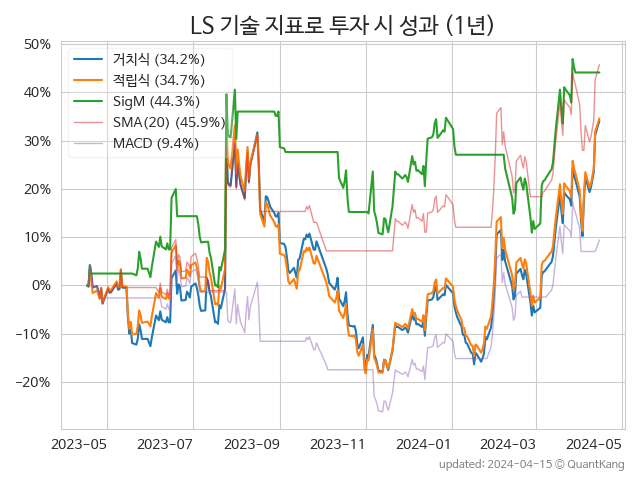 LS 기술 지표로 투자 시 성과 (1년)
50%
40%
30%
20%
10%
0%
−10%
−20%
거치식 (34.2%)
적립식 (34.7%)
SigM (44.3%)
SMA(20) (45.9%)
MACD (9.4%)
2023-05
2023-07
2023-09
2023-11
2024-01
2024-03
2024-05
updated: 2024-04-15 © QuantKang